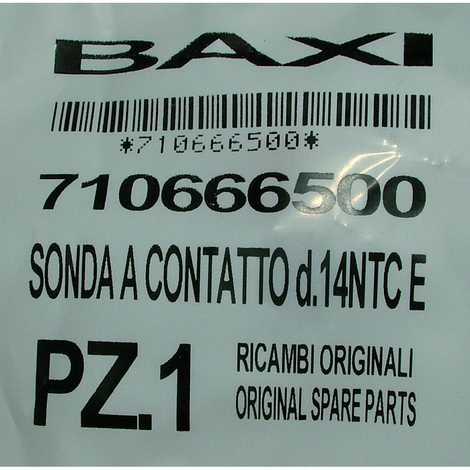 BAXI
*710666500*
710666500
SONDA A CONTATTO d.14NTC E
PZ.1
RICAMBI ORIGINALI
ORIGINAL SPARE PARTS